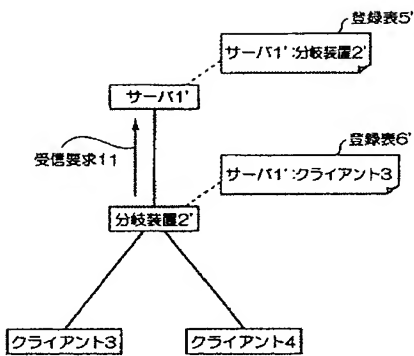 登録表5'
サーバ1':分岐装置2'
サーバ1'
登録表6'
受信要求11
サーバ1':クライアント3
分岐装置2'
クライアント3
クライアント4